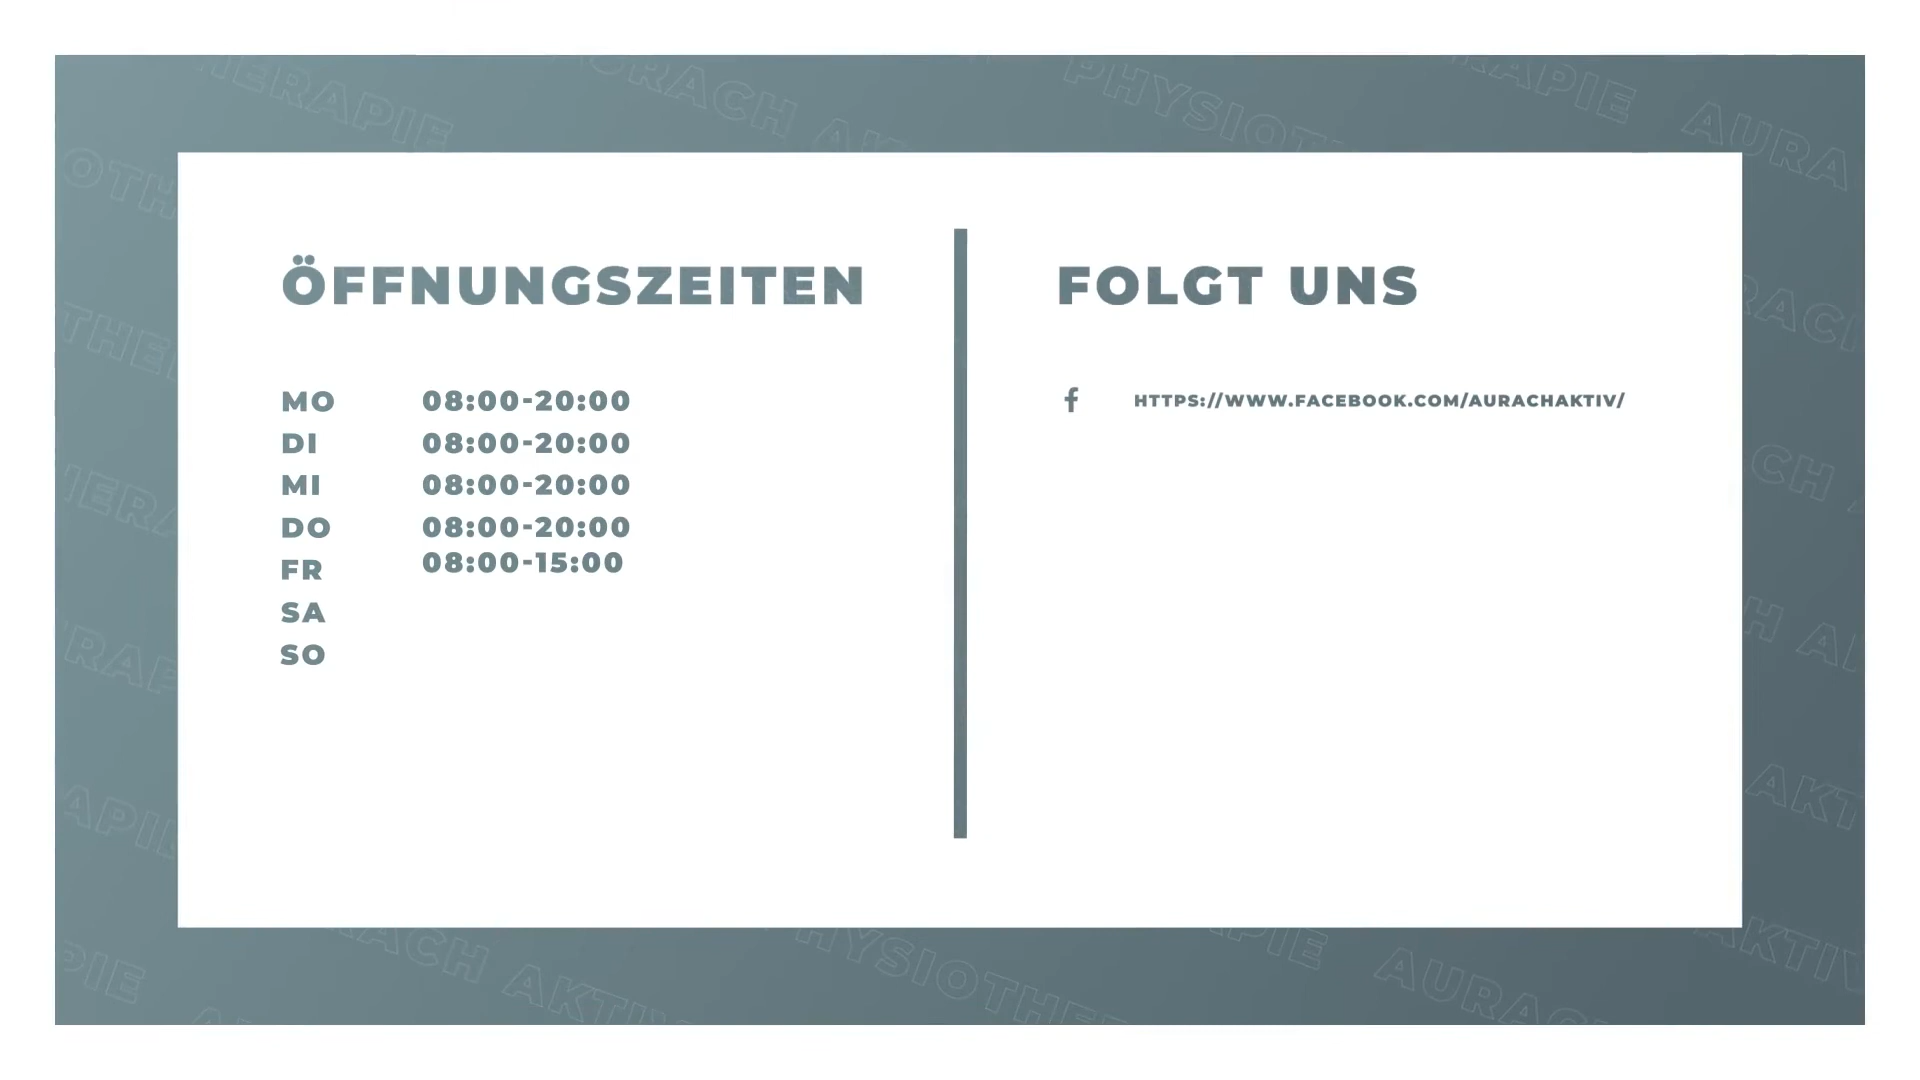 ÖFFNUNGSZEITEN
MO 08:00-20:00
DI 08:00-20:00
MI 08:00-20:00
DO 08:00-20:00
FR 08:00-15:00
SA
SO
FOLGT UNS
HTTPS://WWW.FACEBOOK.COM/AURACHAKTIV/